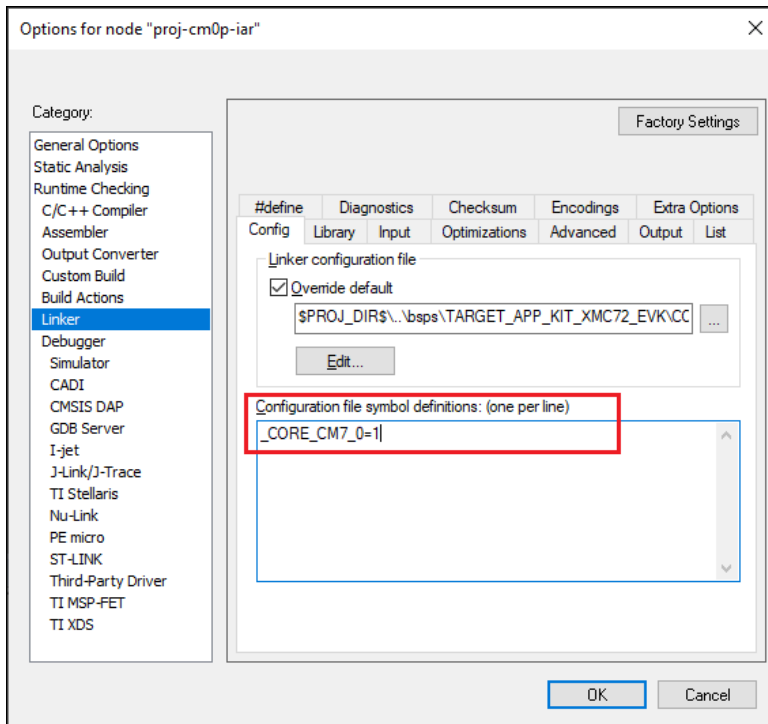 Options for node "proj-cm0p-iar"
Category:
Factory Settings
General Options
Static Analysis
Runtime Checking
C/C++ Compiler
Assembler
Output Converter
Custom Build
Build Actions
Linker
Debugger
Simulator
CADI
CMSIS DAP
GDB Server
I-jet
J-Link/J-Trace
TI Stellaris
Nu-Link
PE micro
ST-LINK
Third-Party Driver
TI MSP-FET
TI XDS
#define Diagnostics Checksum Encodings Extra Options
Config Library Input Optimizations Advanced Output List
Linker configuration file
Override default
$PROJ_DIR$\..\bsps\TARGET_APP_KIT_XMC72_EVK\CC
...
Edit...
Configuration file symbol definitions: (one per line)
_CORE_CM7_0=1
OK Cancel